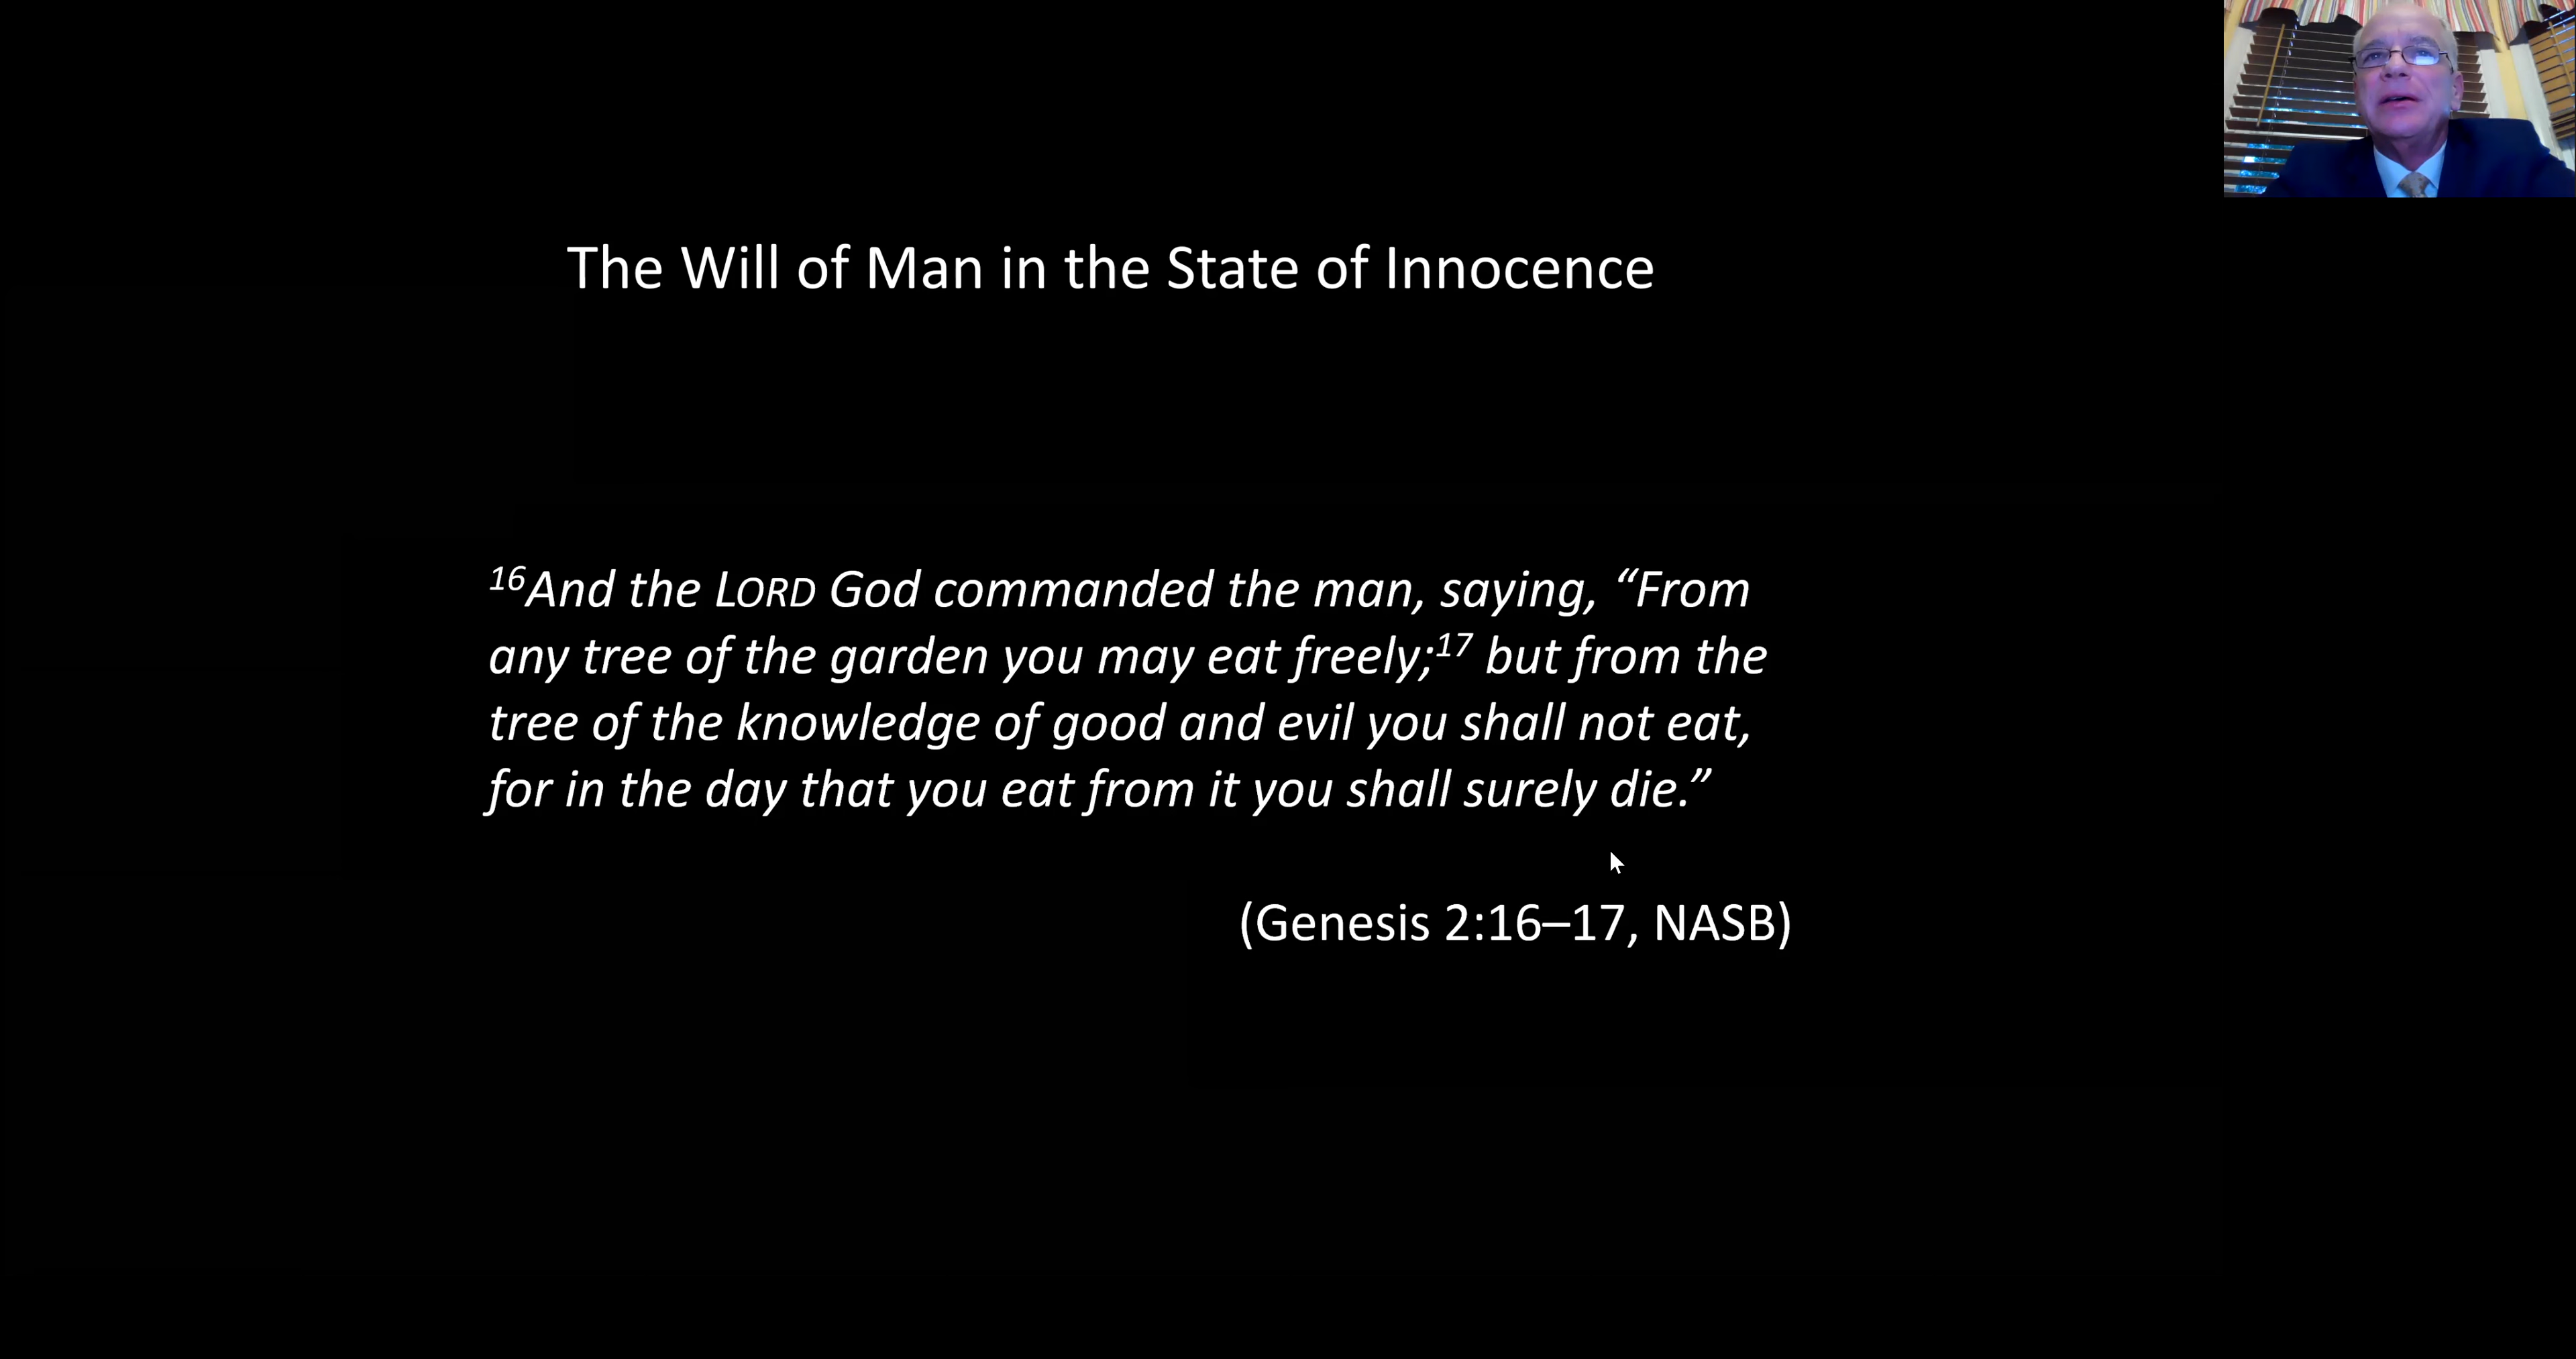 The Will of Man in the State of Innocence
16And the LORD God commanded the man, saying, “From
any tree of the garden you may eat freely;17 but from the
tree of the knowledge of good and evil you shall not eat,
for in the day that you eat from it you shall surely die.”
(Genesis 2:16–17, NASB)